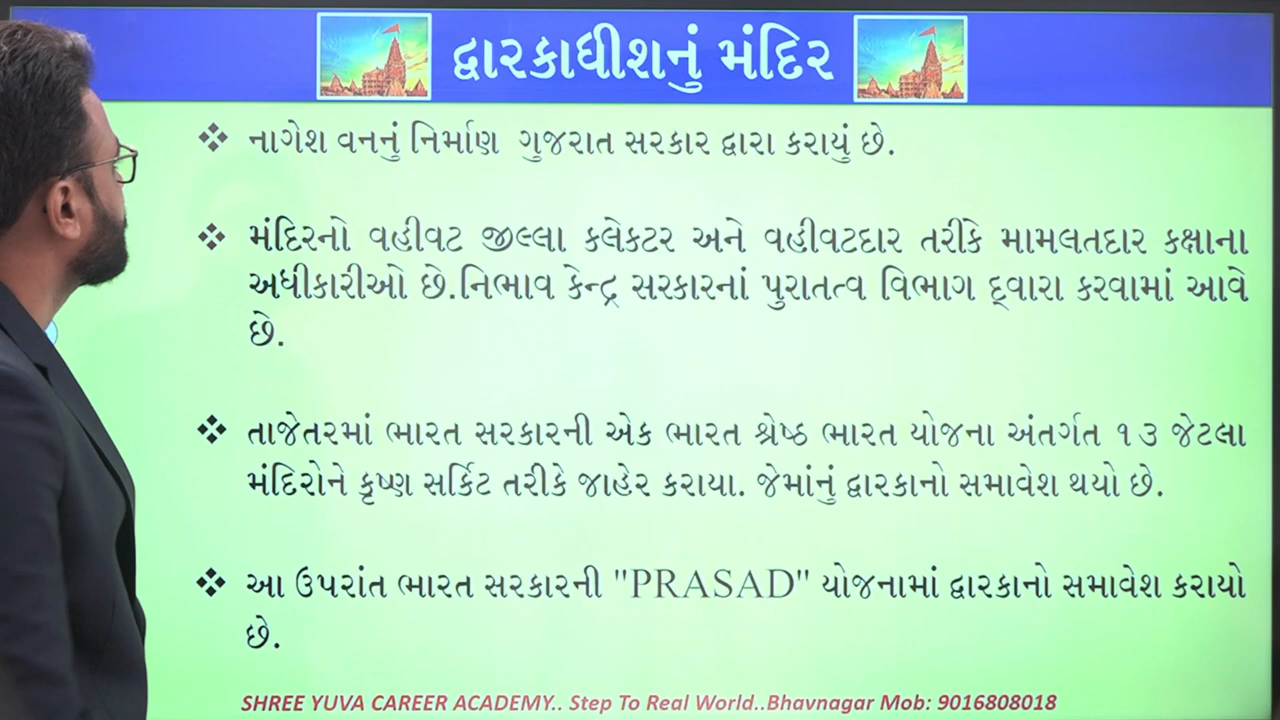 દ્વારકાધીશનું મંદિર
❖ નાગેશ વનનું નિર્માણ ગુજરાત સરકાર દ્વારા કરાયું છે.
❖ મંદિરનો વહીવટ જીલ્લા કલેકટર અને વહીવટદાર તરીકે મામલતદાર કક્ષાના
અધીકારીઓ છે.નિભાવ કેન્દ્ર સરકારનાં પુરાતત્વ વિભાગ દ્‌વારા કરવામાં આવે
છે.
❖ તાજેતરમાં ભારત સરકારની એક ભારત શ્રેષ્ઠ ભારત યોજના અંતર્ગત ૧૩ જેટલા
મંદિરોને કૃષ્ણ સર્કિટ તરીકે જાહેર કરાયા. જેમાંનું દ્વારકાનો સમાવેશ થયો છે.
❖ આ ઉપરાંત ભારત સરકારની "PRASAD" યોજનામાં દ્વારકાનો સમાવેશ કરાયો
છે.
SHREE YUVA CAREER ACADEMY.. Step To Real World..Bhavnagar Mob: 9016808018